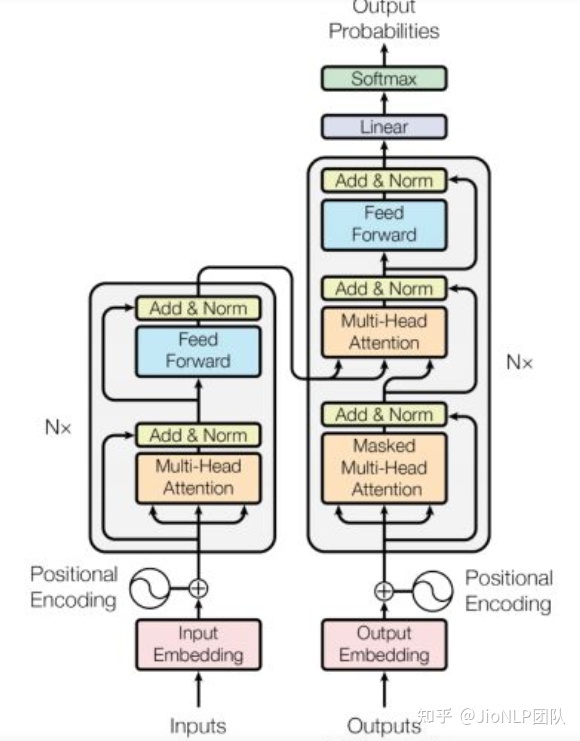 Output
Probabilities
Softmax
Linear
Add & Norm
Feed
Forward
Add & Norm
Multi-Head
Attention
Nx
Add & Norm
Masked
Multi-Head
Attention
Add & Norm
Feed
Forward
Nx
Add & Norm
Multi-Head
Attention
Positional
Encoding
Positional
Encoding
Input
Embedding
Output
Embedding
Inputs
Outputs
知乎 @JioNLP团队